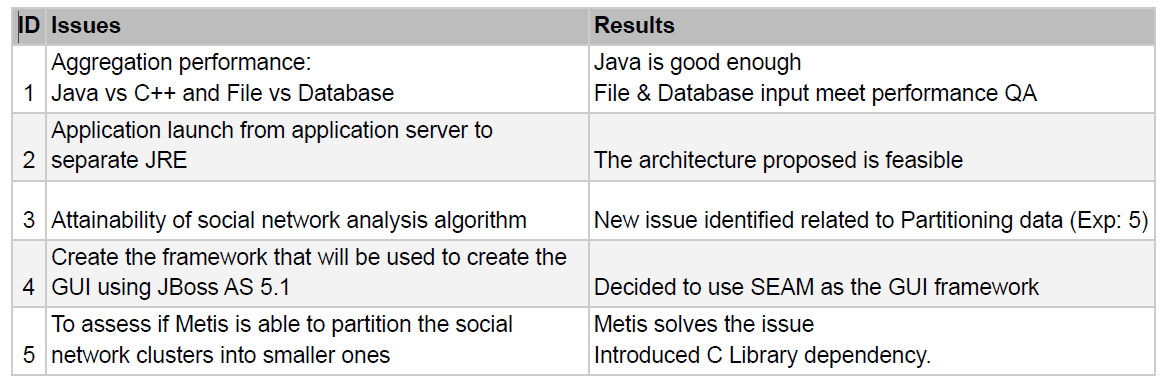 ID Issues Results
Aggregation performance: Java is good enough
1 Java vs C++ and File vs Database File & Database input meet performance QA
Application launch from application server to
2 separate JRE The architecture proposed is feasible
3 Attainability of social network analysis algorithm New issue identified related to Partitioning data (Exp: 5)
Create the framework that will be used to create the
4 GUI using JBoss AS 5.1 Decided to use SEAM as the GUI framework
To assess if Metis is able to partition the social Metis solves the issue
5 network clusters into smaller ones Introduced C Library dependency.